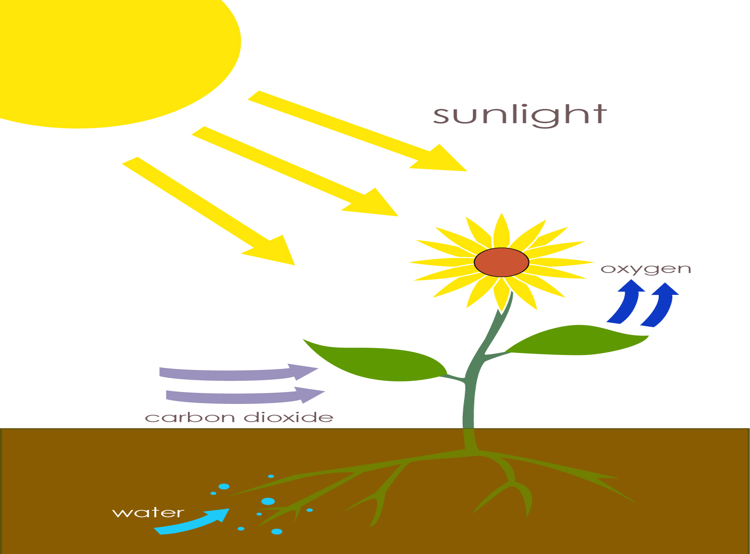 sunlight
oxygen
carbon dioxide
water